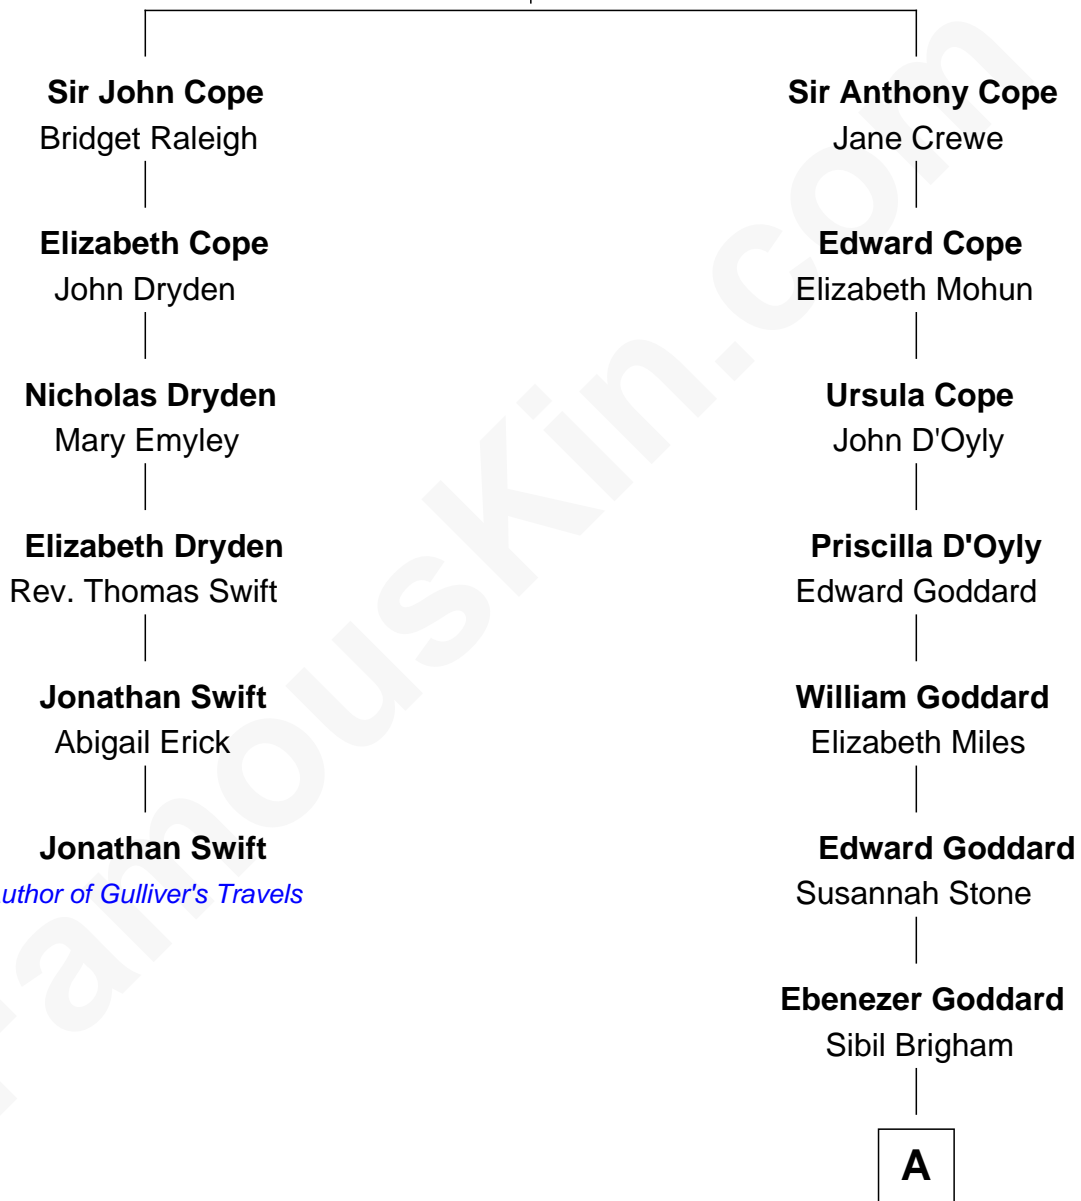 Sir John Cope
Bridget Raleigh
Elizabeth Cope
John Dryden
Nicholas Dryden
Mary Emyley
Elizabeth Dryden
Rev. Thomas Swift
Jonathan Swift
Abigail Erick
Jonathan Swift
uthor of Gulliver's Travels
Sir Anthony Cope
Jane Crewe
Edward Cope
Elizabeth Mohun
Ursula Cope
John D'Oyly
Priscilla D'Oyly
Edward Goddard
William Goddard
Elizabeth Miles
Edward Goddard
Susannah Stone
Ebenezer Goddard
Sibil Brigham
A
FamousKin.com